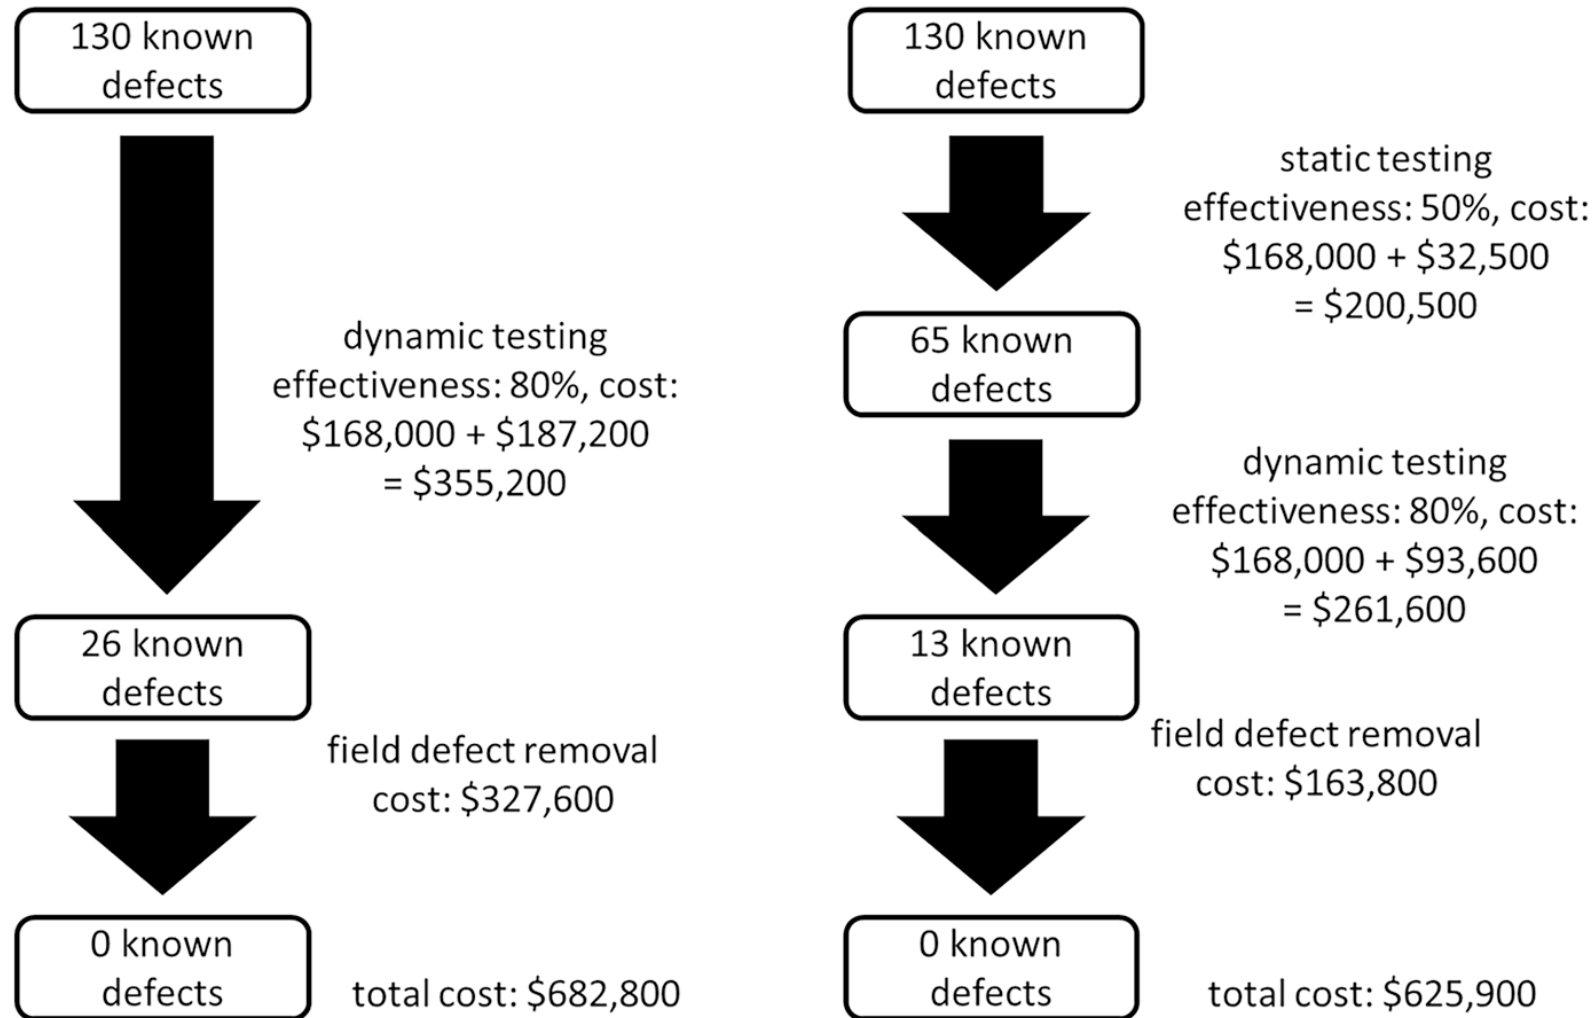 130 known
defects
dynamic testing
effectiveness: 80%, cost:
$168,000 + $187,200
= $355,200
26 known
defects
field defect removal
cost: $327,600
0 known
defects
total cost: $682,800
130 known
defects
static testing
effectiveness: 50%, cost:
$168,000 + $32,500
= $200,500
65 known
defects
dynamic testing
effectiveness: 80%, cost:
$168,000 + $93,600
= $261,600
13 known
defects
field defect removal
cost: $163,800
0 known
defects
total cost: $625,900